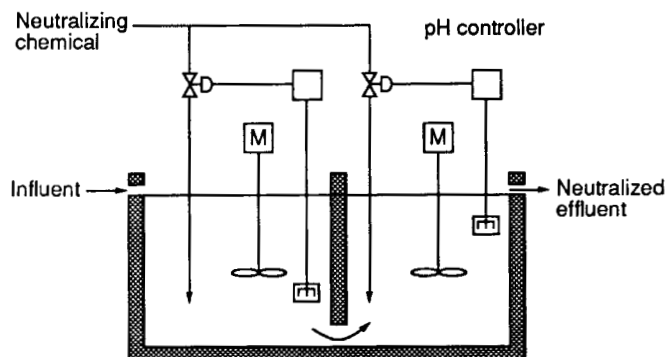 Neutralizing
chemical
pH controller
M
M
Influent
Neutralized
effluent